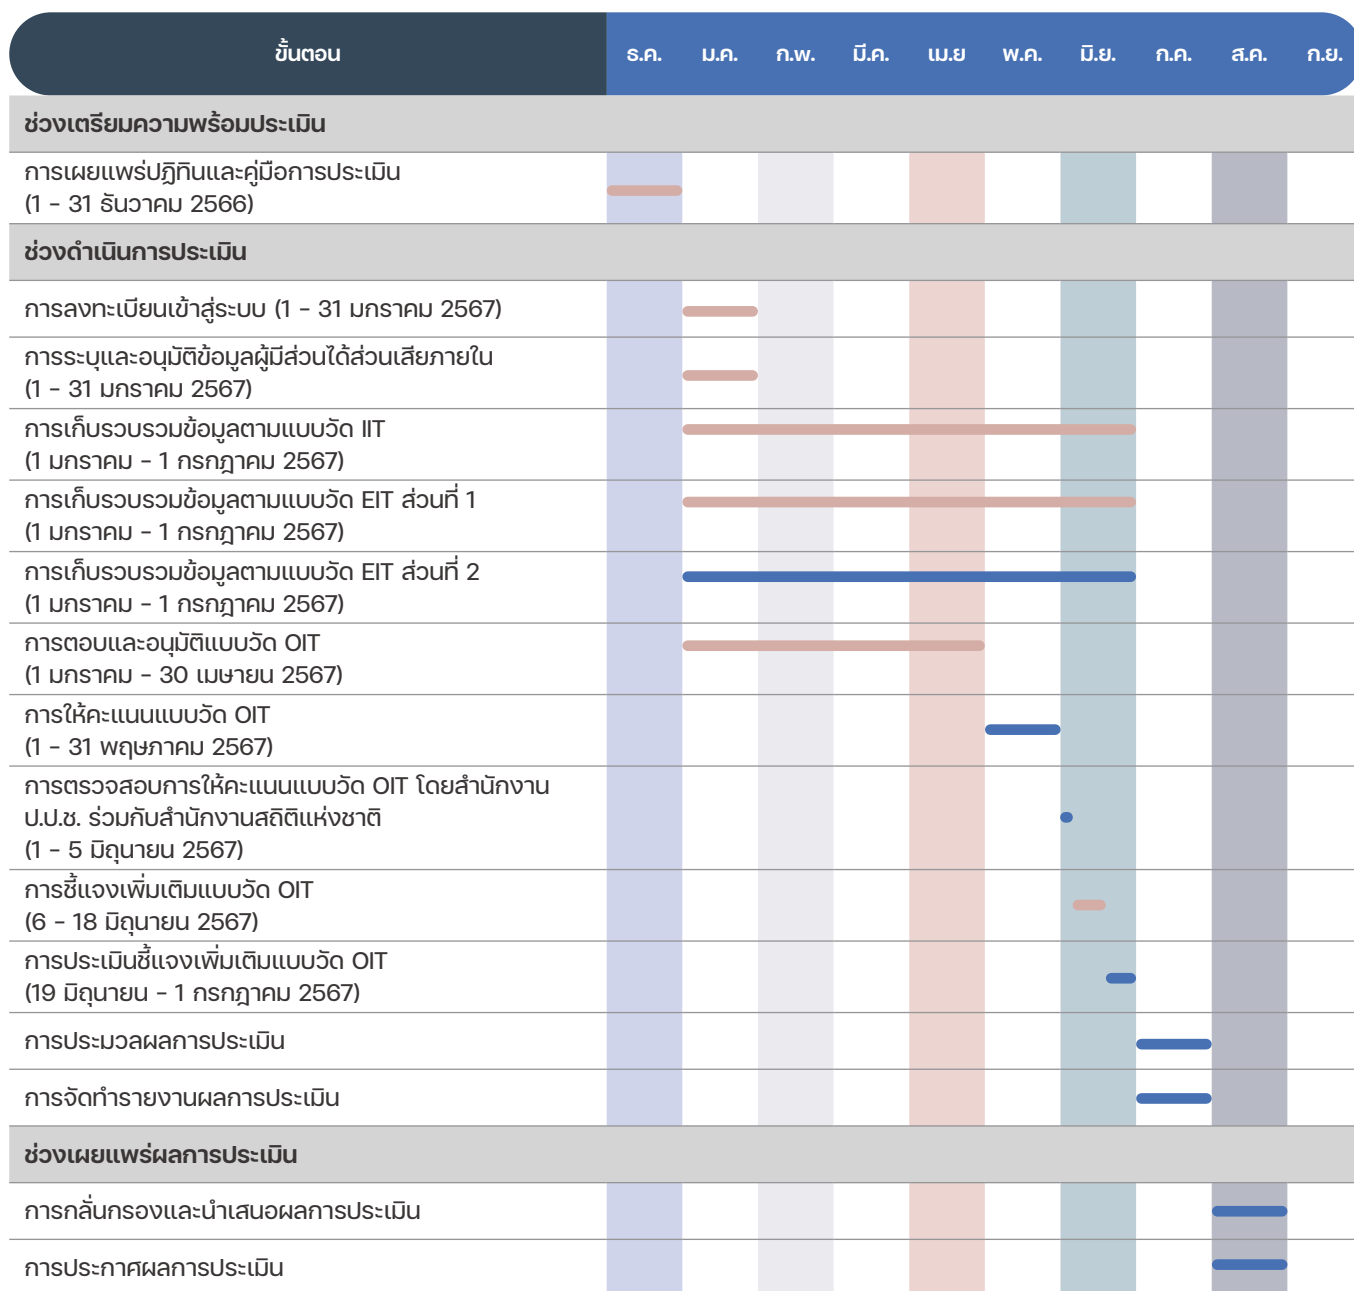 ขั้นตอน ธ.ค. ม.ค. ก.พ. มี.ค. เม.ย พ.ค. มิ.ย. ก.ค. ส.ค. ก.ย.
ช่วงเตรียมความพร้อมประเมิน
การเผยแพร่ปฏิทินและคู่มือการประเมิน
(1 - 31 ธันวาคม 2566)
ช่วงดำเนินการประเมิน
การลงทะเบียนเข้าสู่ระบบ (1 - 31 มกราคม 2567)
การระบุและอนุมัติข้อมูลผู้มีส่วนได้ส่วนเสียภายใน
(1 - 31 มกราคม 2567)
การเก็บรวบรวมข้อมูลตามแบบวัด IIT
(1 มกราคม - 1 กรกฎาคม 2567)
การเก็บรวบรวมข้อมูลตามแบบวัด EIT ส่วนที่ 1
(1 มกราคม - 1 กรกฎาคม 2567)
การเก็บรวบรวมข้อมูลตามแบบวัด EIT ส่วนที่ 2
(1 มกราคม - 1 กรกฎาคม 2567)
การตอบและอนุมัติแบบวัด OIT
(1 มกราคม - 30 เมษายน 2567)
การให้คะแนนแบบวัด OIT
(1 - 31 พฤษภาคม 2567)
การตรวจสอบการให้คะแนนแบบวัด OIT โดยสำนักงาน
ป.ป.ช. ร่วมกับสำนักงานสถิติแห่งชาติ
(1 - 5 มิถุนายน 2567)
การชี้แจงเพิ่มเติมแบบวัด OIT
(6 - 18 มิถุนายน 2567)
การประเมินชี้แจงเพิ่มเติมแบบวัด OIT
(19 มิถุนายน - 1 กรกฎาคม 2567)
การประมวลผลการประเมิน
การจัดทำรายงานผลการประเมิน
ช่วงเผยแพร่ผลการประเมิน
การกลั่นกรองและนำเสนอผลการประเมิน
การประกาศผลการประเมิน